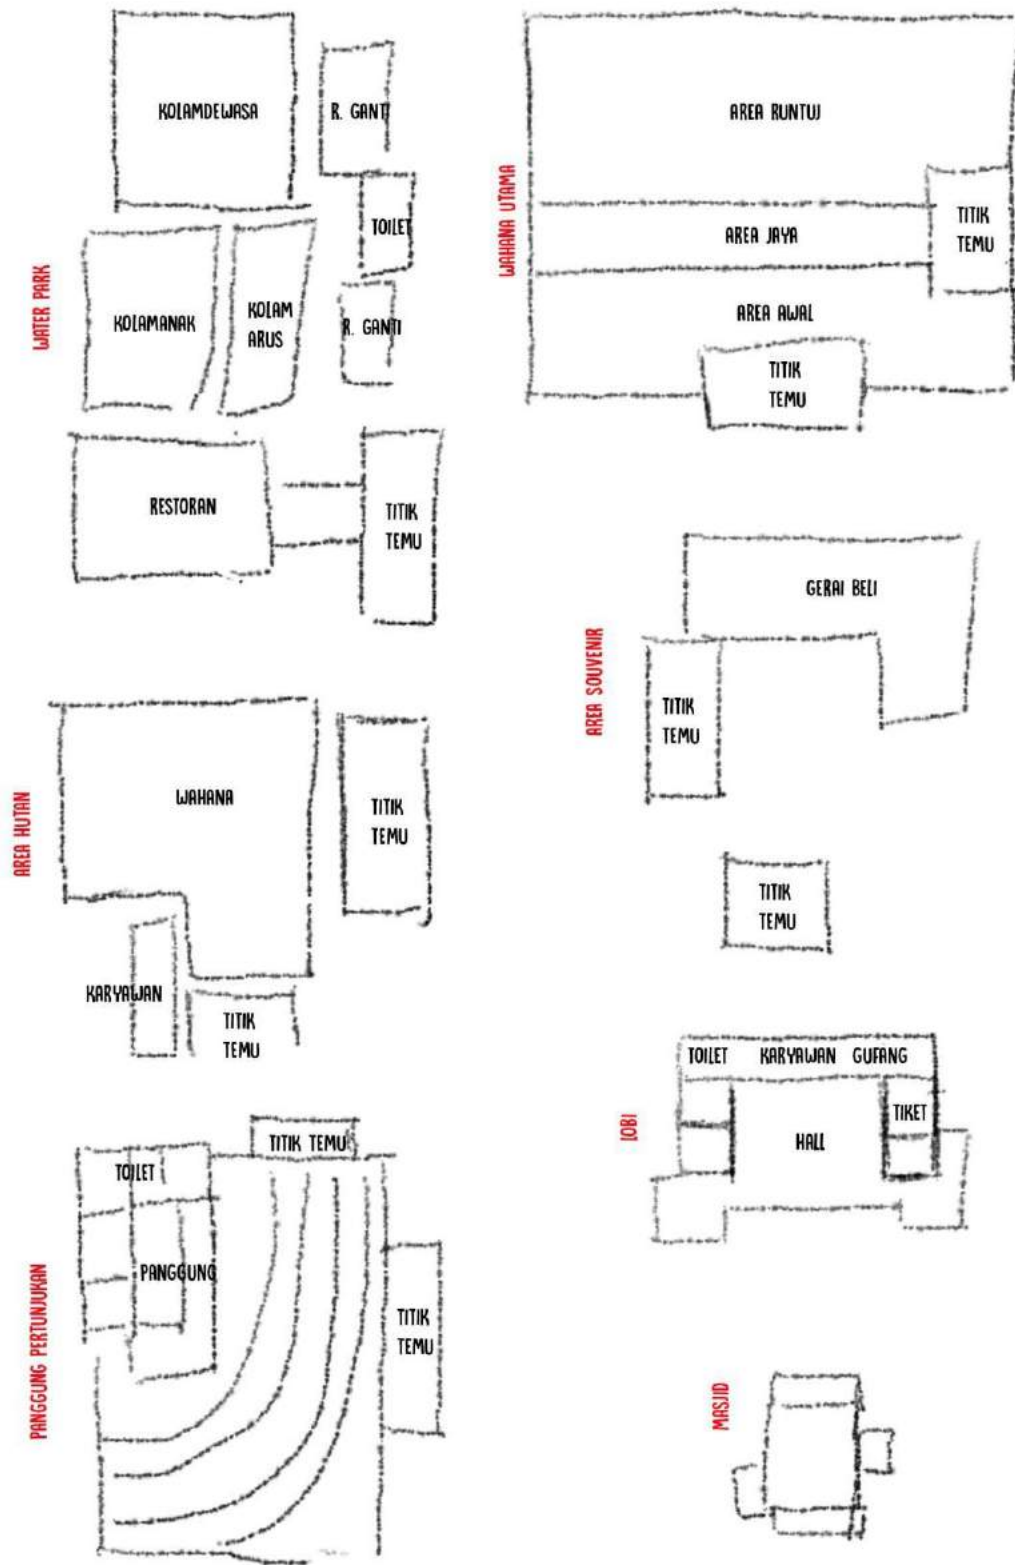 WATER PARK
KOLAMDEWASA
R. GANTI
TOILET
KOLAMANAK
KOLAM
ARUS
R. GANTI
RESTORAN
TITIK
TEMU
WAHANA UTAMA
AREA RUNTUJ
AREA JAYA
TITIK
TEMU
AREA AWAL
TITIK
TEMU
AREA SOUVENIR
GERAI BELI
TITIK
TEMU
TITIK
TEMU
AREA HUTAN
WAHANA
TITIK
TEMU
KARYAWAN
TITIK
TEMU
LOBI
TOILET KARYAWAN GUFANG
TIKET
HALL
PANGGUNG PERTUNJUKAN
TITIK TEMU
TOILET
PANGGUNG
TITIK
TEMU
MASJID